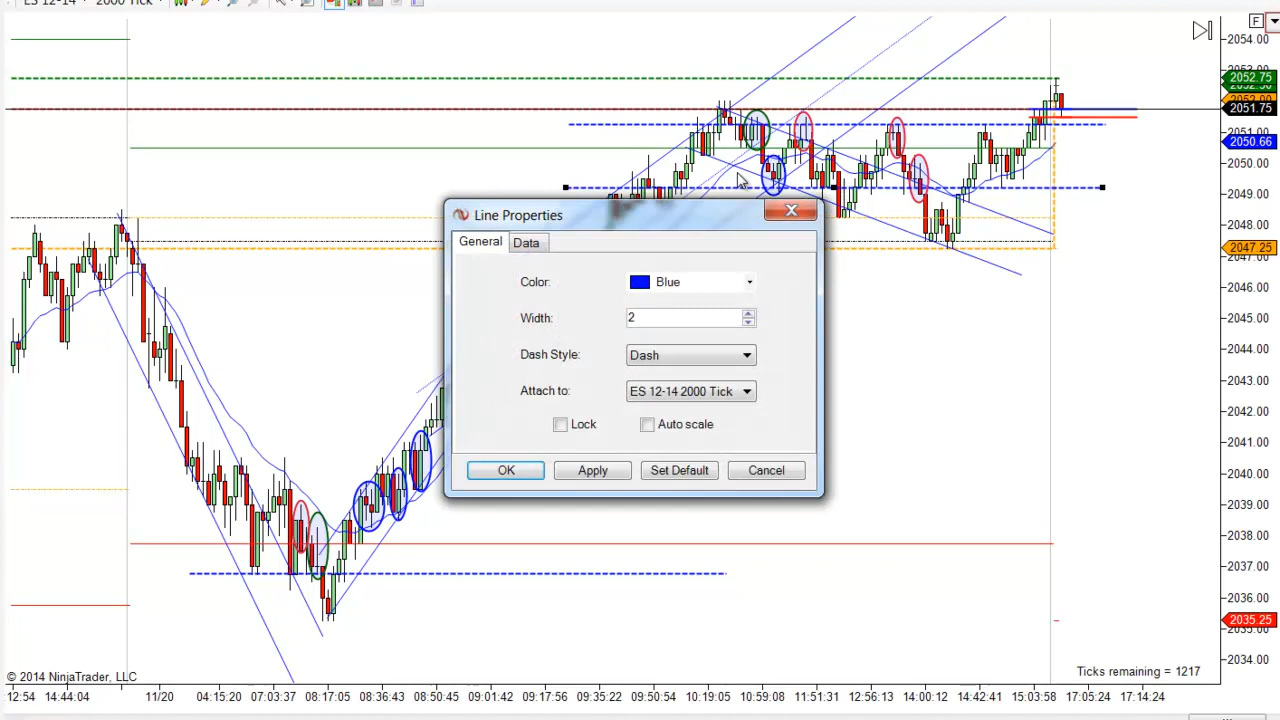 ES 12-14 2000 Tick
F
2054.00
2052.75
2051.75
2051.00
2050.66
2050.00
2049.00
2048.00
2047.25
2046.00
2045.00
2044.00
2043.00
2042.00
2041.00
2040.00
2039.00
2038.00
2037.00
2036.00
2035.25
2034.00
Line Properties
General Data
Color: Blue
Width: 2
Dash Style: Dash
Attach to: ES 12-14 2000 Tick
Lock Auto scale
OK Apply Set Default Cancel
© 2014 NinjaTrader, LLC
Ticks remaining = 1217
12:54 14:44:04 11/20 04:15:20 07:03:37 08:17:05 08:36:43 08:50:45 09:01:42 09:17:56 09:35:22 09:50:54 10:19:05 10:59:08 11:51:31 12:56:13 14:00:12 14:42:41 15:03:58 17:05:24 17:14:24